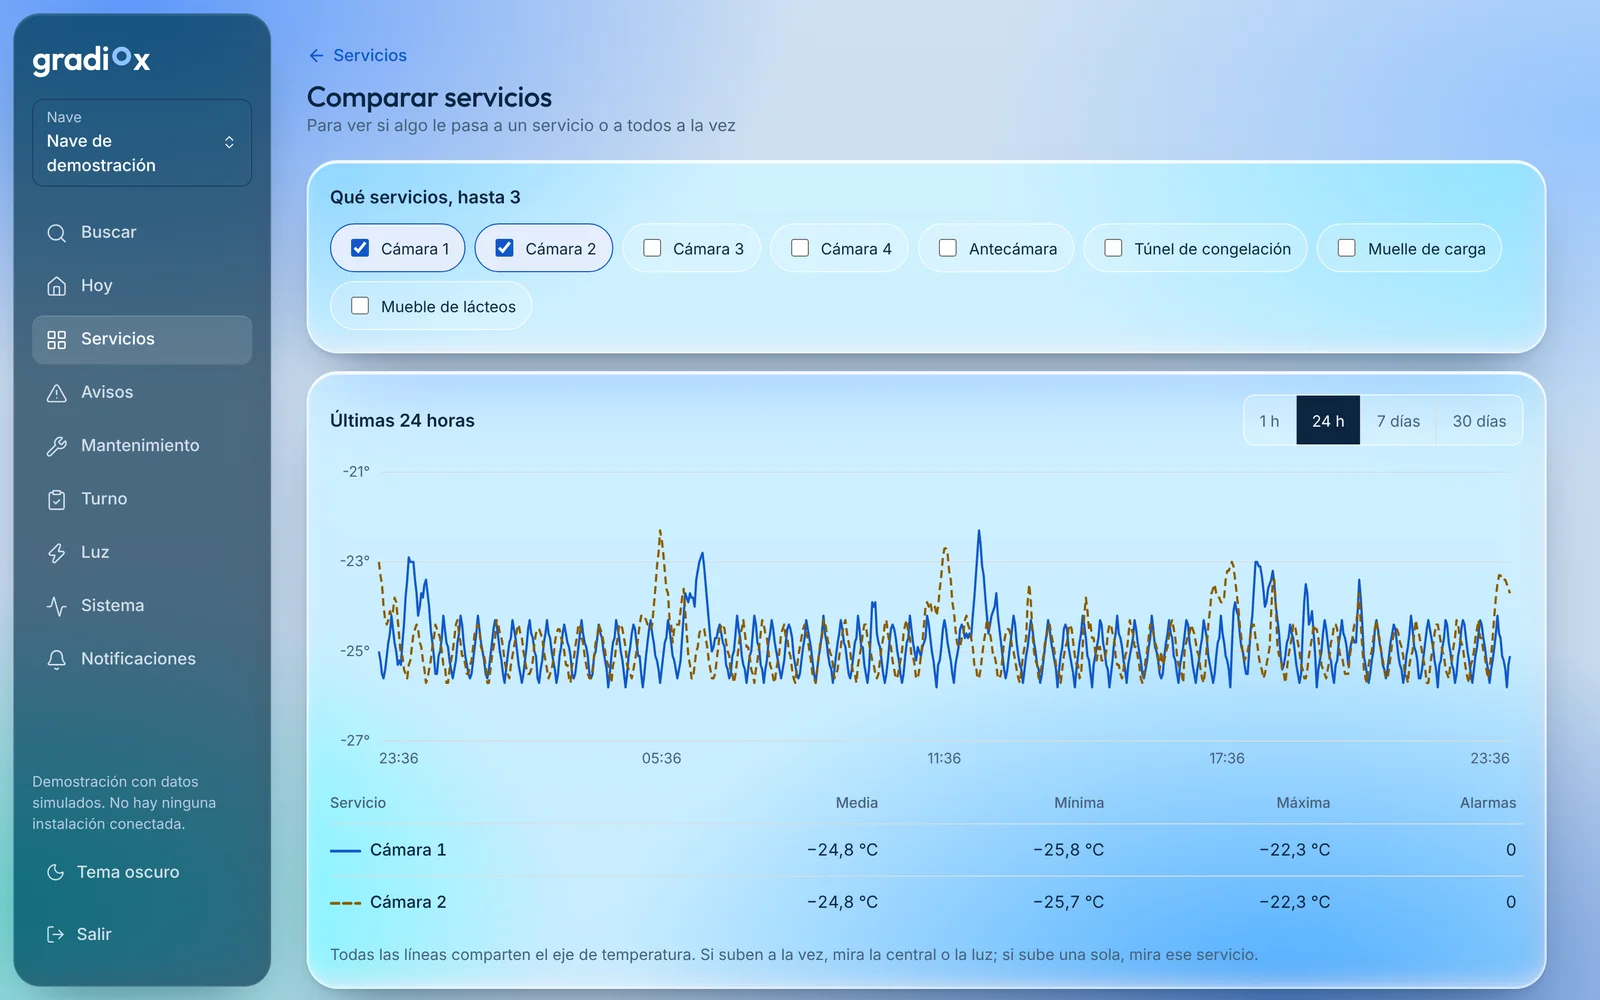 gradiox
Nave
Nave de
demostración
Buscar
Hoy
Servicios
Avisos
Mantenimiento
Turno
Luz
Sistema
Notificaciones
Demostración con datos
simulados. No hay ninguna
instalación conectada.
Tema oscuro
Salir
← Servicios
Comparar servicios
Para ver si algo le pasa a un servicio o a todos a la vez
Qué servicios, hasta 3
Cámara 1 Cámara 2 Cámara 3 Cámara 4 Antecámara Túnel de congelación Muelle de carga
Mueble de lácteos
Últimas 24 horas 1 h 24 h 7 días 30 días
-21°
-23°
-25°
-27°
23:36 05:36 11:36 17:36 23:36
Servicio Media Mínima Máxima Alarmas
Cámara 1 −24,8 °C −25,8 °C −22,3 °C 0
Cámara 2 −24,8 °C −25,7 °C −22,3 °C 0
Todas las líneas comparten el eje de temperatura. Si suben a la vez, mira la central o la luz; si sube una sola, mira ese servicio.